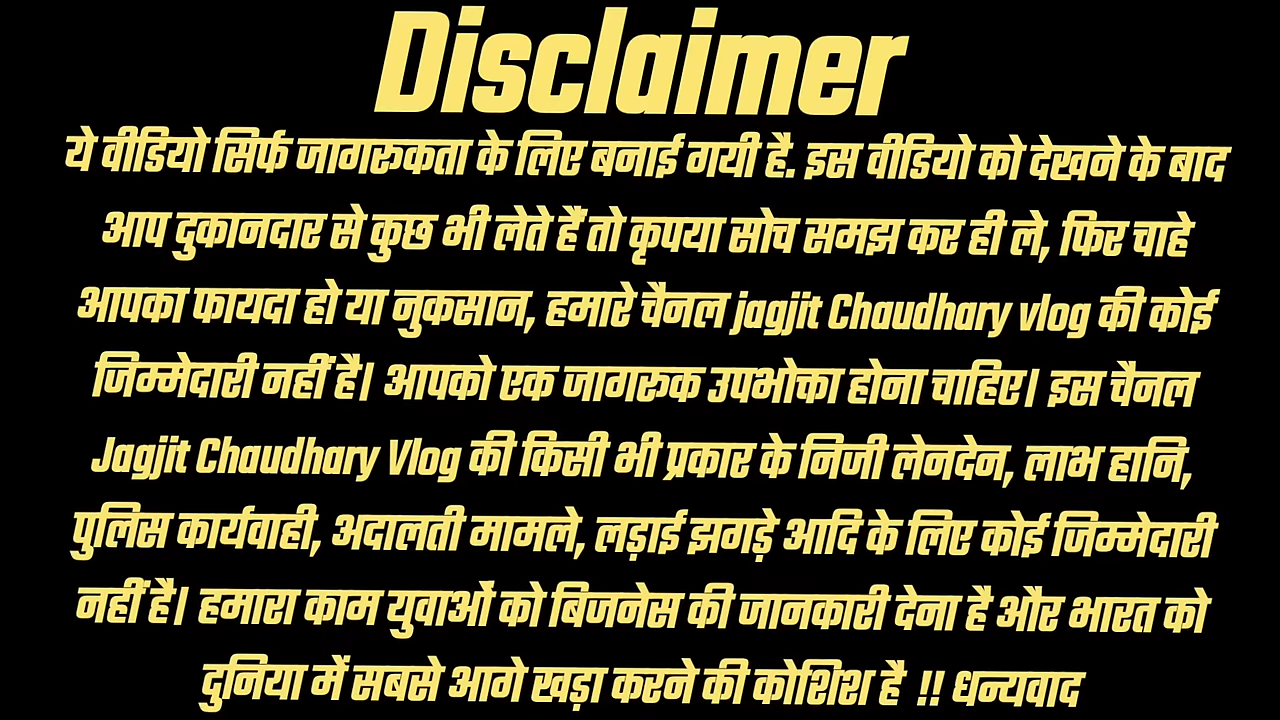 Disclaimer
ये वीडियो सिर्फ जागरूकता के लिए बनाई गयी है. इस वीडियो को देखने के बाद
आप दुकानदार से कुछ भी लेते हैं तो कृपया सोच समझ कर ही ले, फिर चाहे
आपका फायदा हो या नुकसान, हमारे चैनल jagjit Chaudhary vlog की कोई
जिम्मेदारी नहीं है। आपको एक जागरूक उपभोक्ता होना चाहिए। इस चैनल
Jagjit Chaudhary Vlog की किसी भी प्रकार के निजी लेनदेन, लाभ हानि,
पुलिस कार्यवाही, अदालती मामले, लड़ाई झगड़े आदि के लिए कोई जिम्मेदारी
नहीं है। हमारा काम युवाओं को बिजनेस की जानकारी देना है और भारत को
दुनिया में सबसे आगे खड़ा करने की कोशिश है !! धन्यवाद